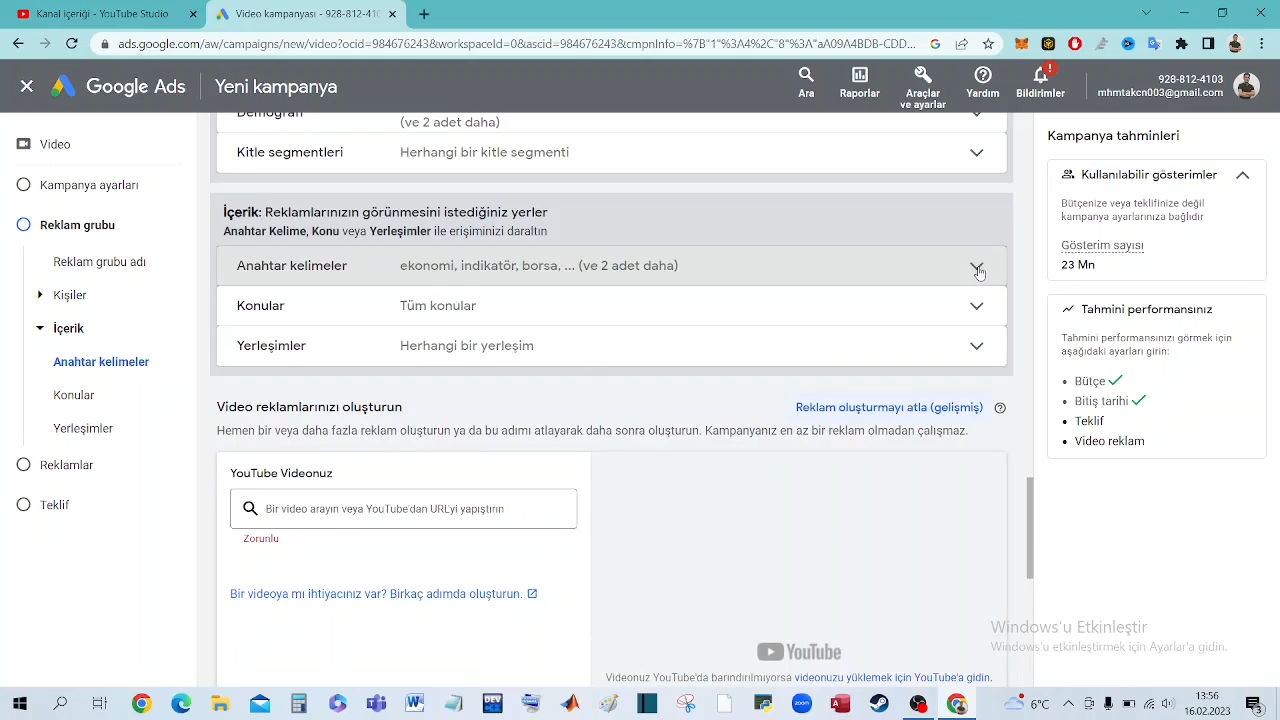 Kanal içeriği - YouTube Studio
Video kampanyası - 928-812-410
ads.google.com/aw/campaigns/new/video?ocid=984676243&workspaceId=0&ascid=984676243&cmpnInfo=%7B"1"%3A4%2C"8"%3A"aA09A4BDB-CDD...
Google Ads
Yeni kampanya
Ara
Raporlar
Araçlar
ve ayarlar
Yardım
Bildirimler
928-812-4103
mhmtakcn003@gmail.com
Video
Kampanya ayarları
Reklam grubu
Reklam grubu adı
Kişiler
İçerik
Anahtar kelimeler
Konular
Yerleşimler
Reklamlar
Teklif
Demografi
(ve 2 adet daha)
Kitle segmentleri Herhangi bir kitle segmenti
İçerik: Reklamlarınızın görünmesini istediğiniz yerler
Anahtar Kelime, Konu veya Yerleşimler ile erişiminizi daraltın
Anahtar kelimeler ekonomi, indikatör, borsa, ... (ve 2 adet daha)
Konular Tüm konular
Yerleşimler Herhangi bir yerleşim
Video reklamlarınızı oluşturun
Reklam oluşturmayı atla (gelişmiş)
Hemen bir veya daha fazla reklam oluşturun ya da bu adımı atlayarak daha sonra oluşturun. Kampanyanız en az bir reklam olmadan çalışmaz.
YouTube Videonuz
Bir video arayın veya YouTube'dan URLyi yapıştırın
Zorunlu
Bir videoya mı ihtiyacınız var? Birkaç adımda oluşturun.
YouTube
Videonuz YouTube'da barındırılmıyorsa videonuzu yüklemek için YouTube'a gidin.
Kampanya tahminleri
Kullanılabilir gösterimler
Bütçenize veya teklifinize değil
kampanya ayarlarınıza bağlıdır
Gösterim sayısı
23 Mn
Tahmini performansınız
Tahmini performansınızı görmek için
aşağıdaki ayarları girin:
Bütçe
Bitiş tarihi
Teklif
Video reklam
Windows'u Etkinleştir
Windows'u etkinleştirmek için Ayarlar'a gidin.
DEV
zoom
6°C
13:56
16.02.2023
3